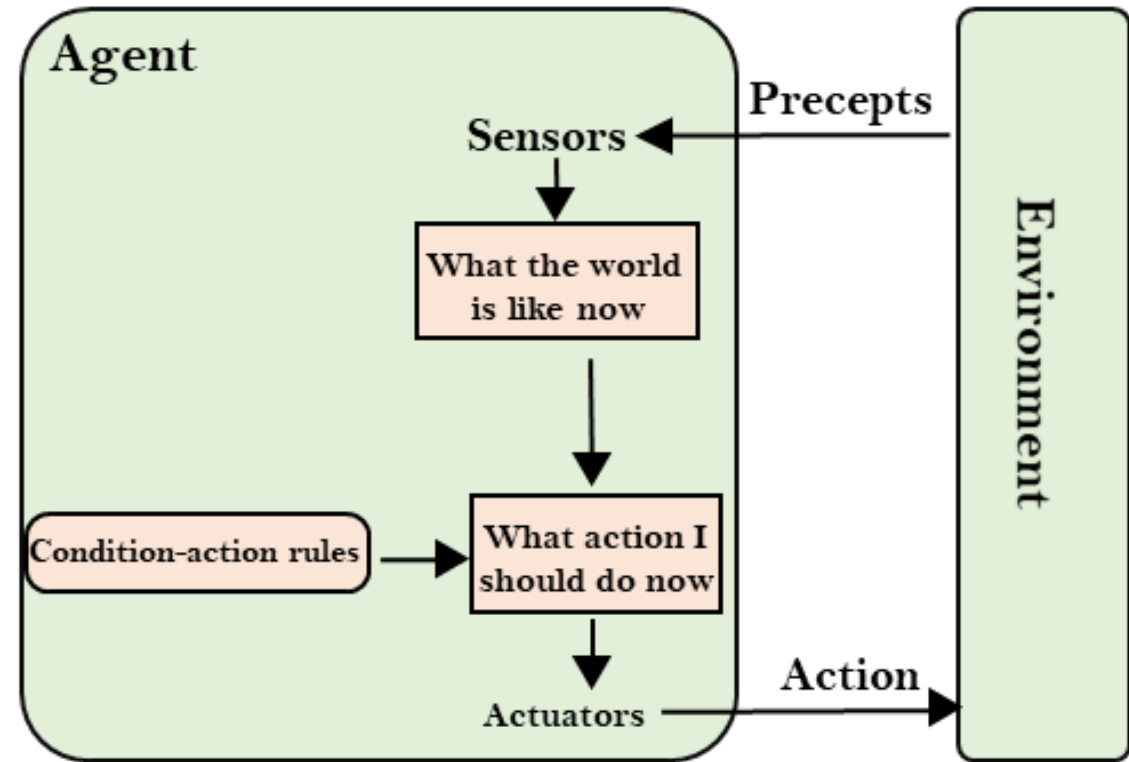 Agent
Precepts
Sensors
What the world
is like now
Environment
Condition-action rules
What action I
should do now
Action
Actuators